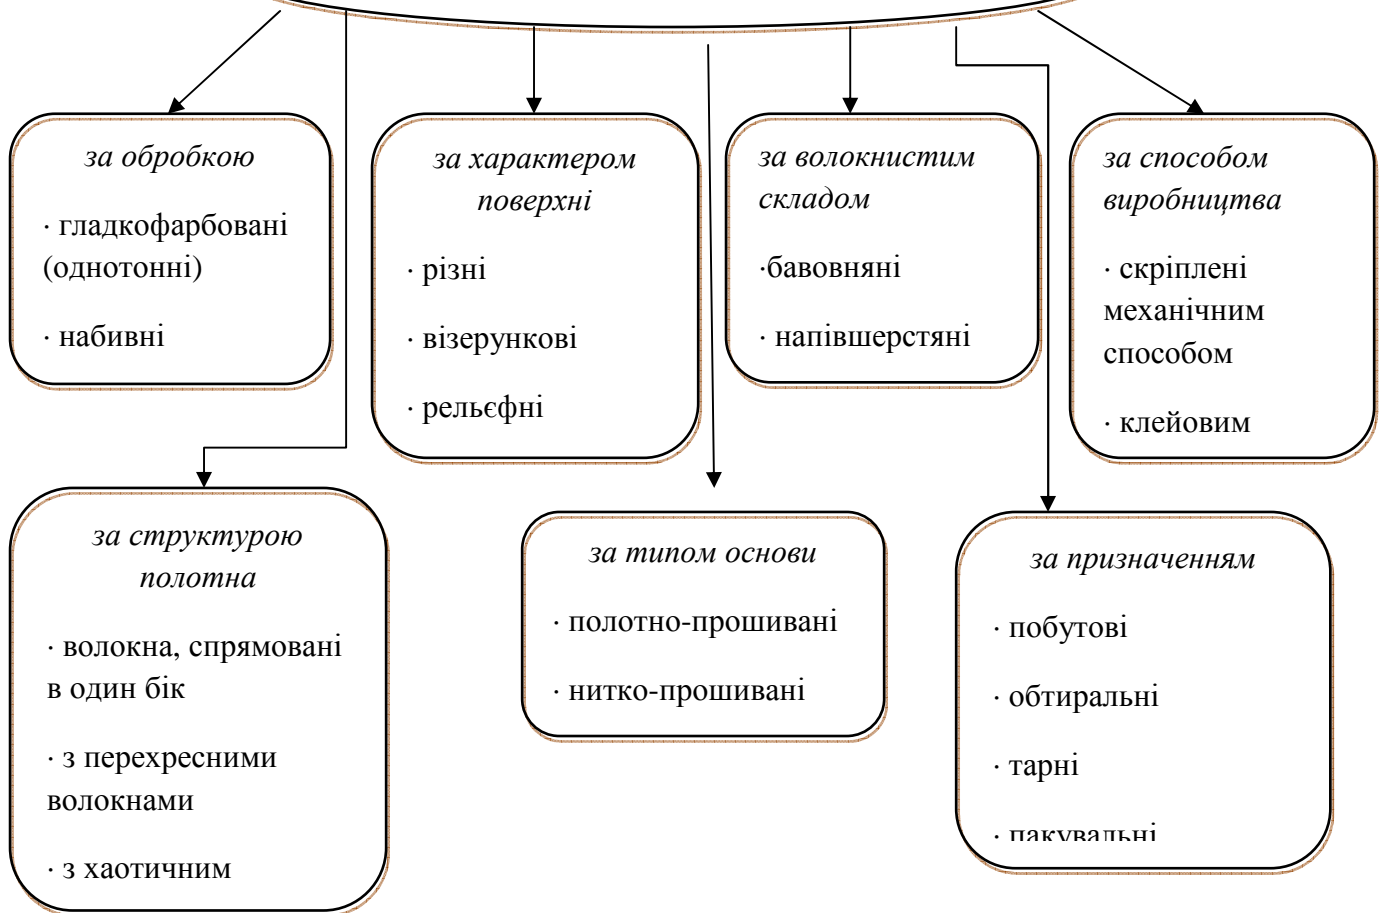 за обробкою
· гладкофарбовані
(однотонні)
· набивні
за характером
поверхні
· різні
· візерункові
· рельєфні
за волокнистим
складом
·бавовняні
· напівшерстяні
за способом
виробництва
· скріплені
механічним
способом
· клейовим
за структурою
полотна
· волокна, спрямовані
в один бік
· з перехресними
волокнами
· з хаотичним
за типом основи
· полотно-прошивані
· нитко-прошивані
за призначенням
· побутові
· обтиральні
· тарні
· пакувальні